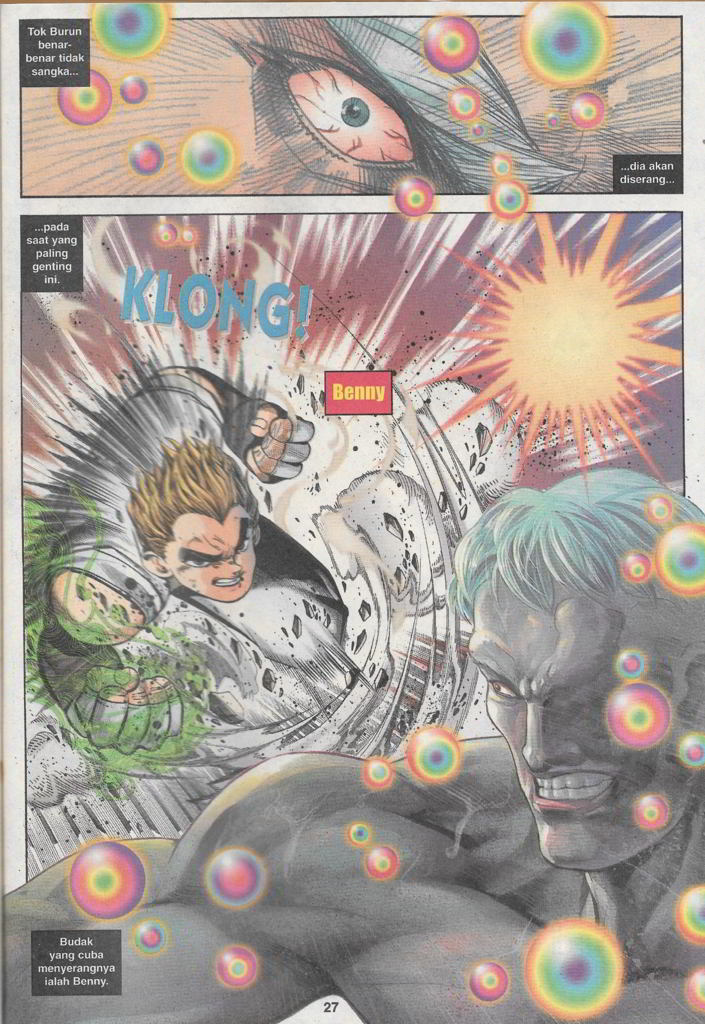 Tok Burun
benar-
benar tidak
sangka...
...dia akan
diserang...
...pada
saat yang
paling
genting
ini.
KLONG!
Benny
Budak
yang cuba
menyerangnya
ialah Benny.
27